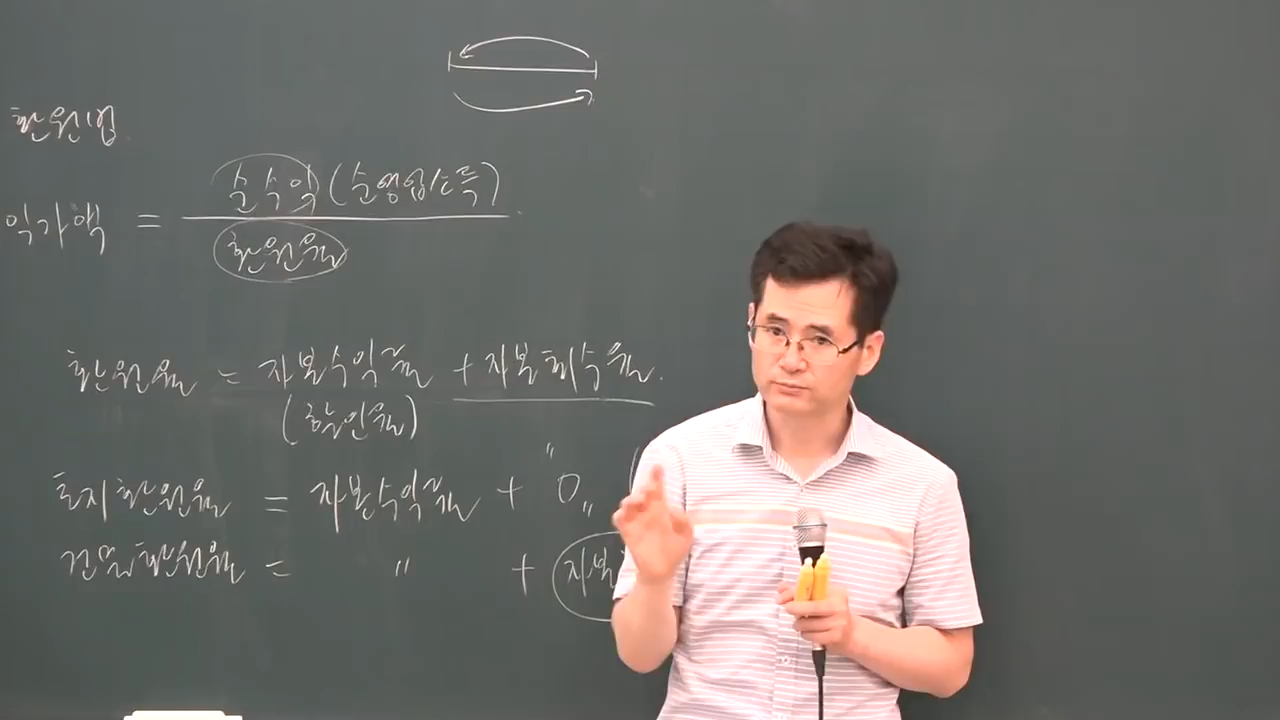 환원법
익가액 = 순수익(순영업소득)
환원율
환원율 = 자본수익률 + 자본회수율.
(할인율)
토지환원율 = 자본수익률 + "0"
건물환원율 = " + 자본